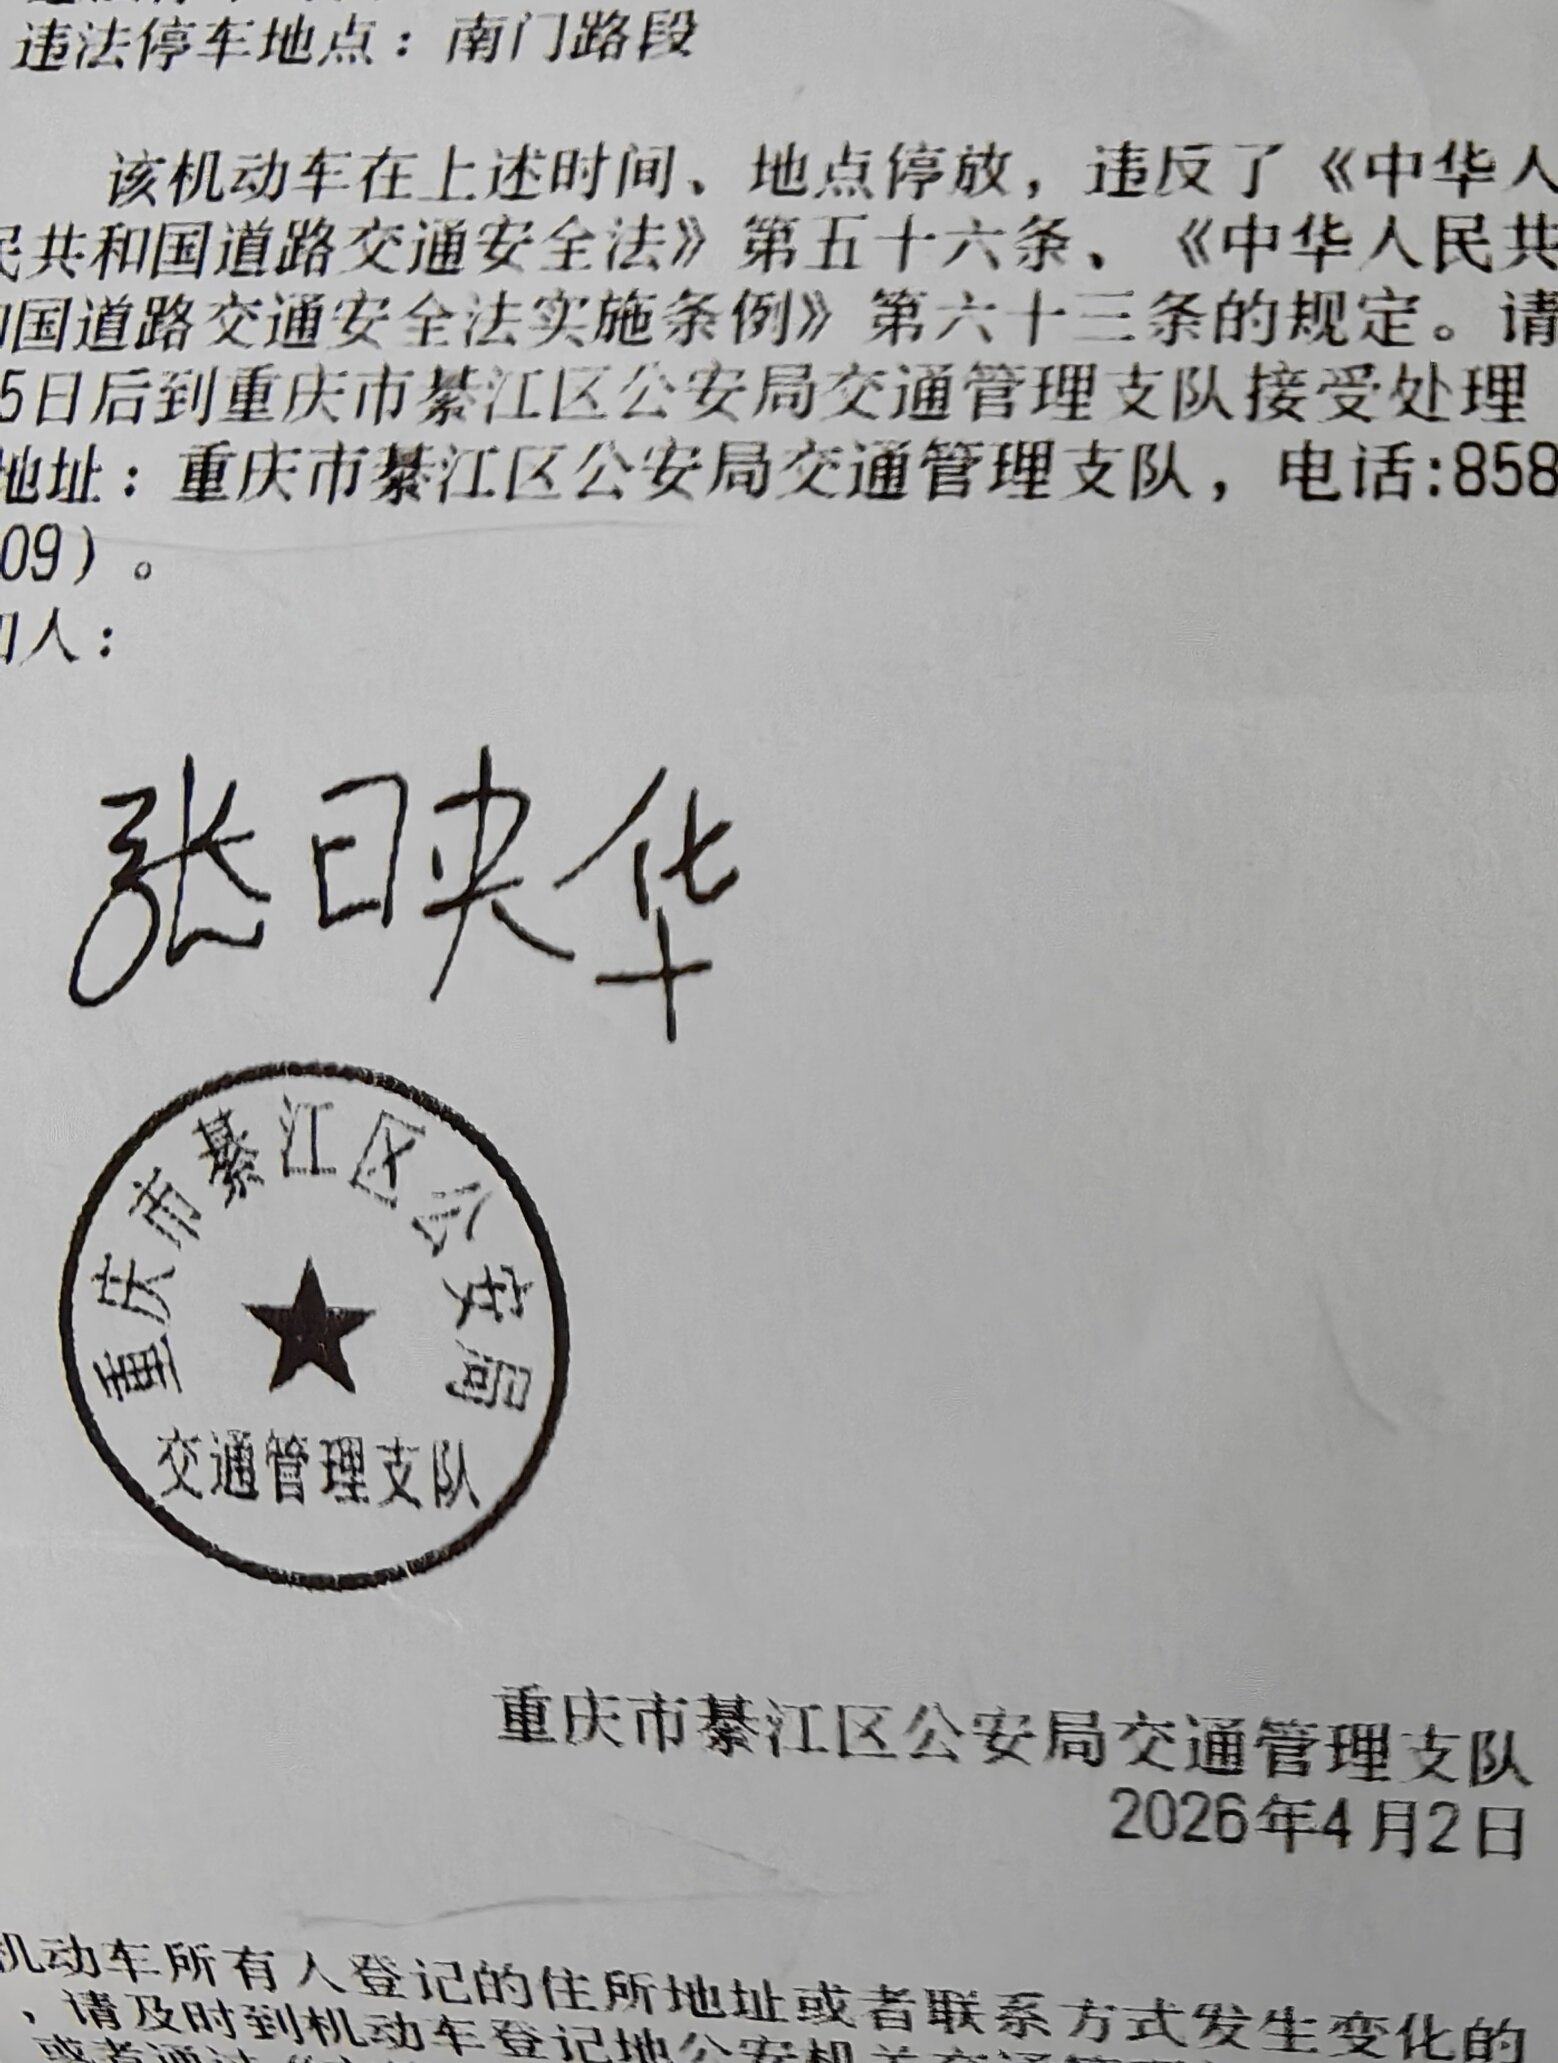 违法停车地点：南门路段
该机动车在上述时间、地点停放，违反了《中华人
民共和国道路交通安全法》第五十六条、《中华人民共
和国道路交通安全法实施条例》第六十三条的规定。请
5日后到重庆市綦江区公安局交通管理支队接受处理
地址：重庆市綦江区公安局交通管理支队，电话:858
09）。
人：
张映华
重庆市綦江区公安局
交通管理支队
重庆市綦江区公安局交通管理支队
2026年4月2日
机动车所有人登记的住所地址或者联系方式发生变化的
，请及时到机动车登记地公安机关交通管
或者通过